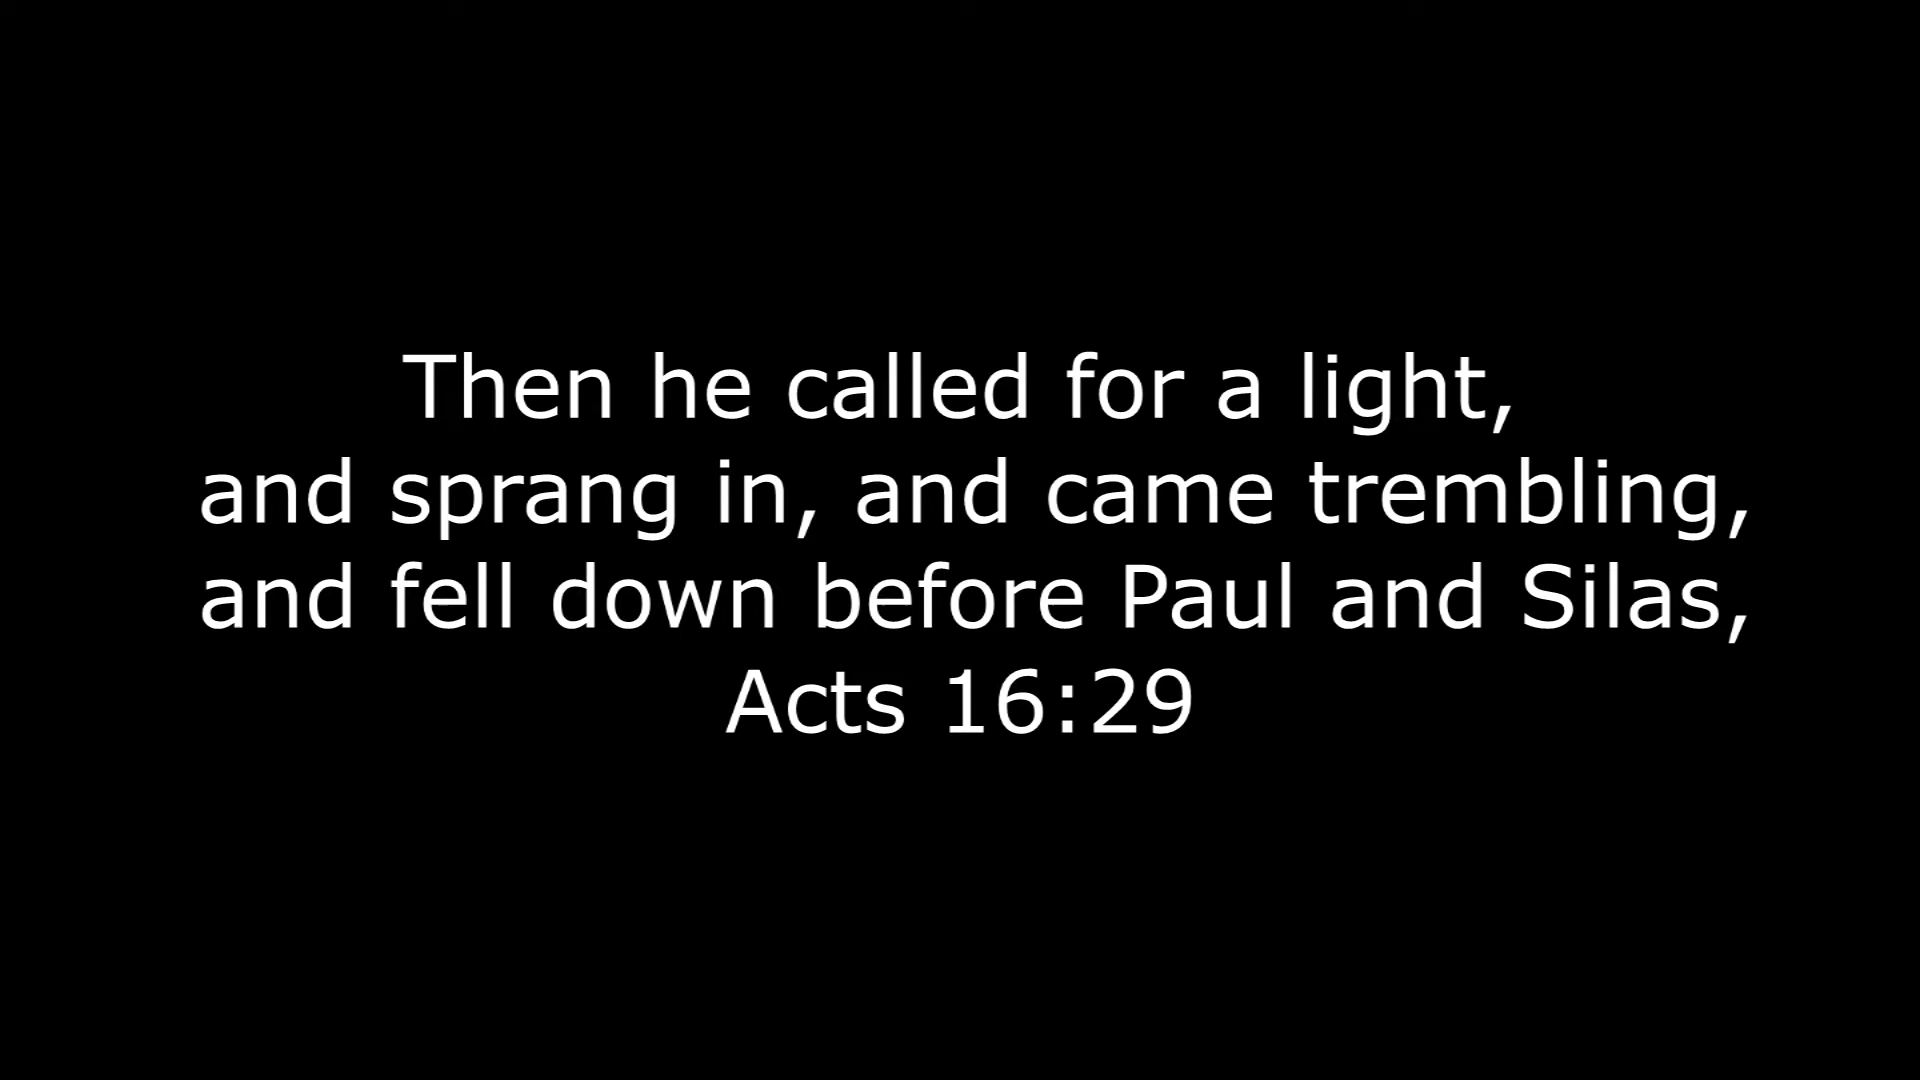 Then he called for a light,
and sprang in, and came trembling,
and fell down before Paul and Silas,
Acts 16:29